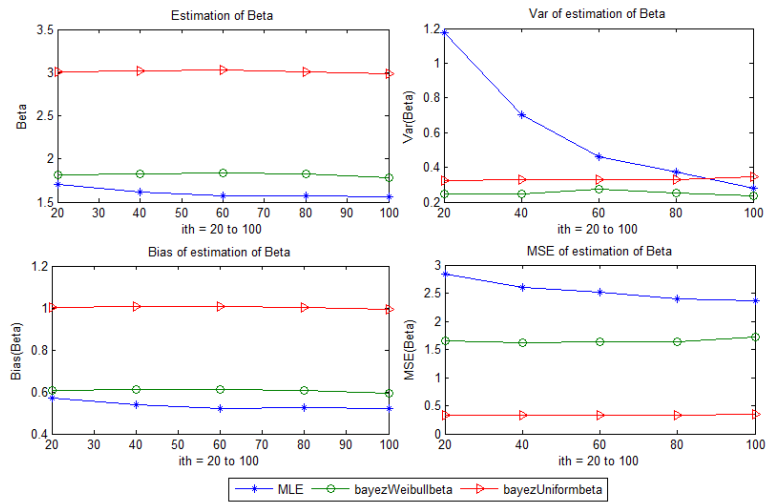 Estimation of Beta
3.5
3
2.5
2
1.5
Beta
20 30 40 50 60 70 80 90 100
ith = 20 to 100
Var of estimation of Beta
1.2
1
0.8
0.6
0.4
0.2
Var(Beta)
20 40 60 80 100
ith = 20 to 100
Bias of estimation of Beta
1.2
1
0.8
0.6
0.4
Bias(Beta)
20 30 40 50 60 70 80 90 100
ith = 20 to 100
MSE of estimation of Beta
3
2.5
2
1.5
1
0.5
0
MSE(Beta)
20 30 40 50 60 70 80 90 100
ith = 20 to 100
MLE bayezWeibullbeta bayezUniformbeta